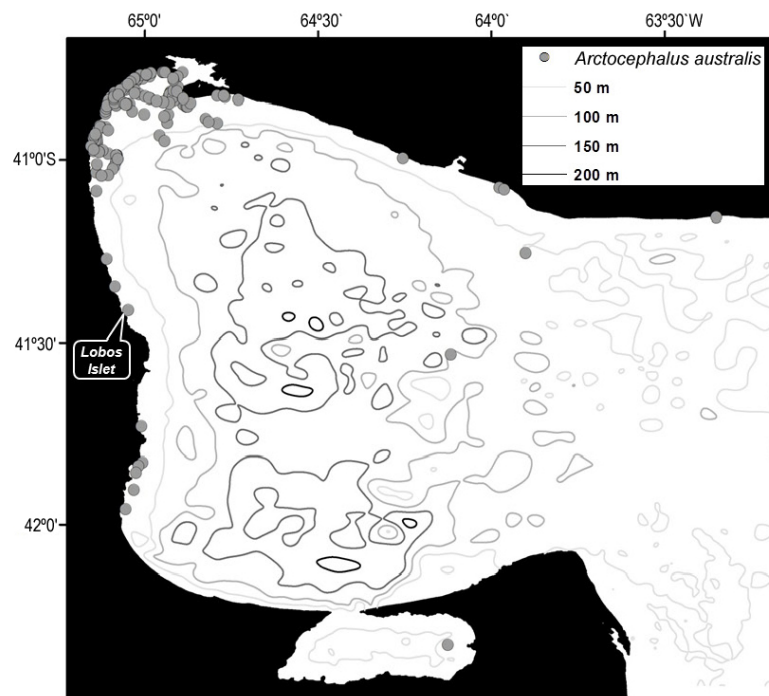 65º0' 64º30' 64º0' 63º30'W
Arctocephalus australis
50 m
100 m
150 m
200 m
41º0'S
41º30'
Lobos
Islet
42º0'